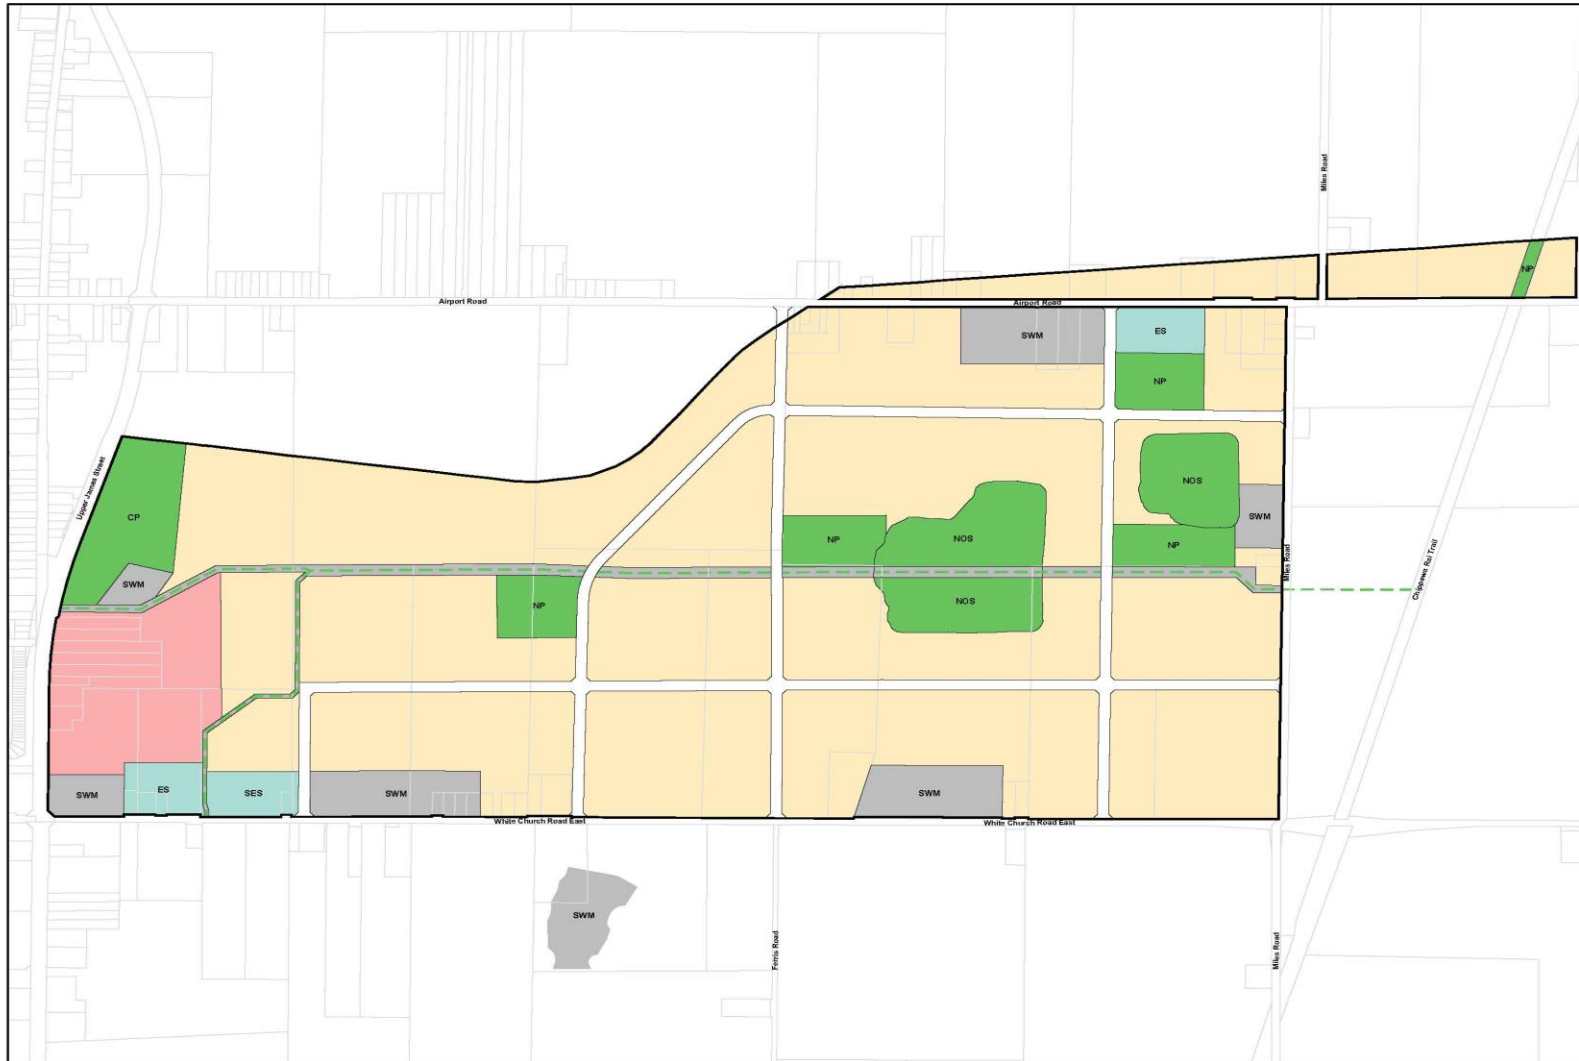 Miles Road
NP
Airport Road
Airport Road
SWM
ES
NP
Upper James Street
CP
NOS
SWM
NP
NOS
NP
Miles Road
Chippewa Rail Trail
SWM
NP
NOS
SWM
ES
SES
SWM
SWM
White Church Road East
White Church Road East
SWM
Ferris Road
Miles Road